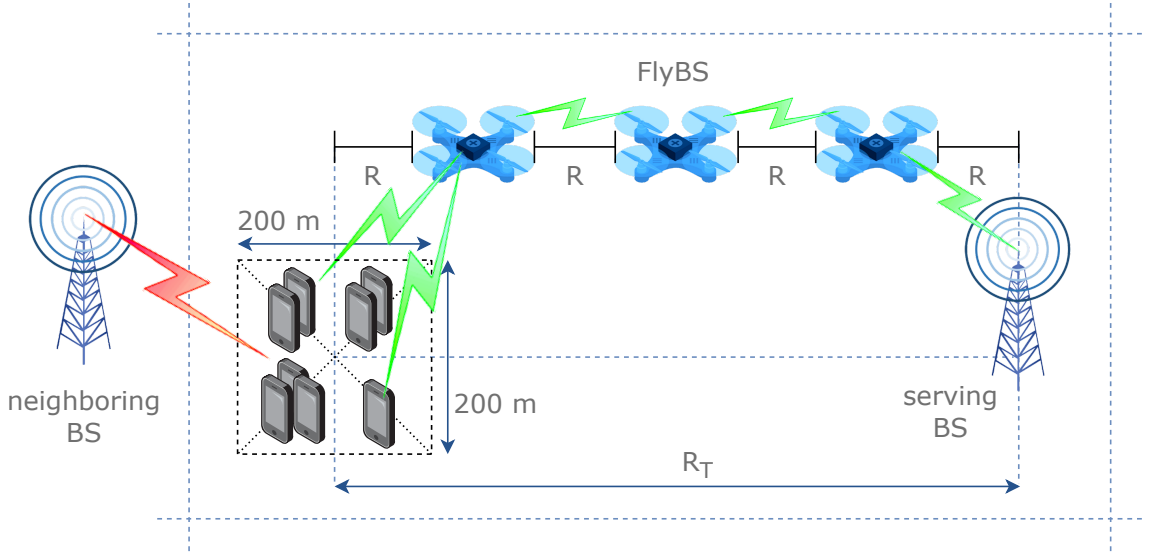 FlyBS
R
R
R
R
200 m
200 m
neighboring
BS
serving
BS
R_T